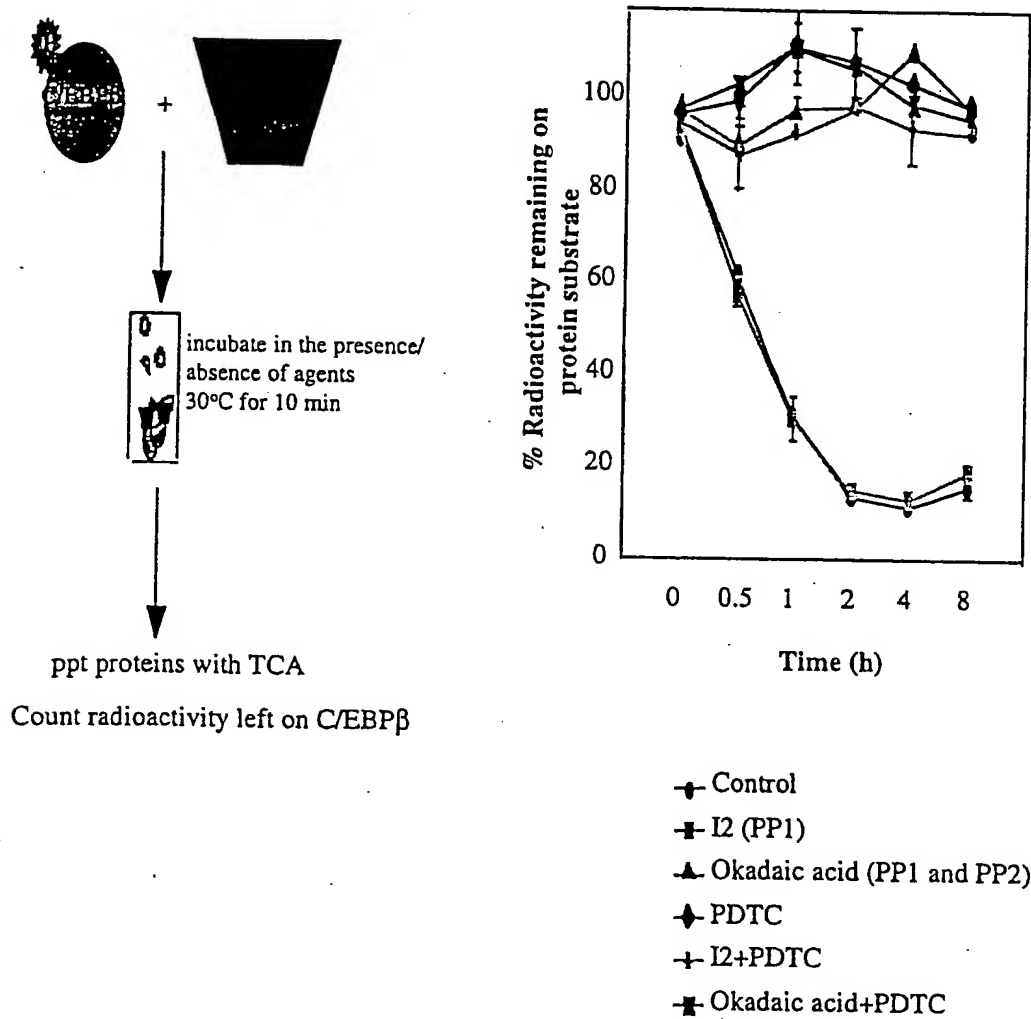 +
incubate in the presence/
absence of agents
30ºC for 10 min
ppt proteins with TCA
Count radioactivity left on C/EBPβ
% Radioactivity remaining on
protein substrate
100
80
60
40
20
0
0 0.5 1 2 4 8
Time (h)
Control
I2 (PP1)
Okadaic acid (PP1 and PP2)
PDTC
I2+PDTC
Okadaic acid+PDTC